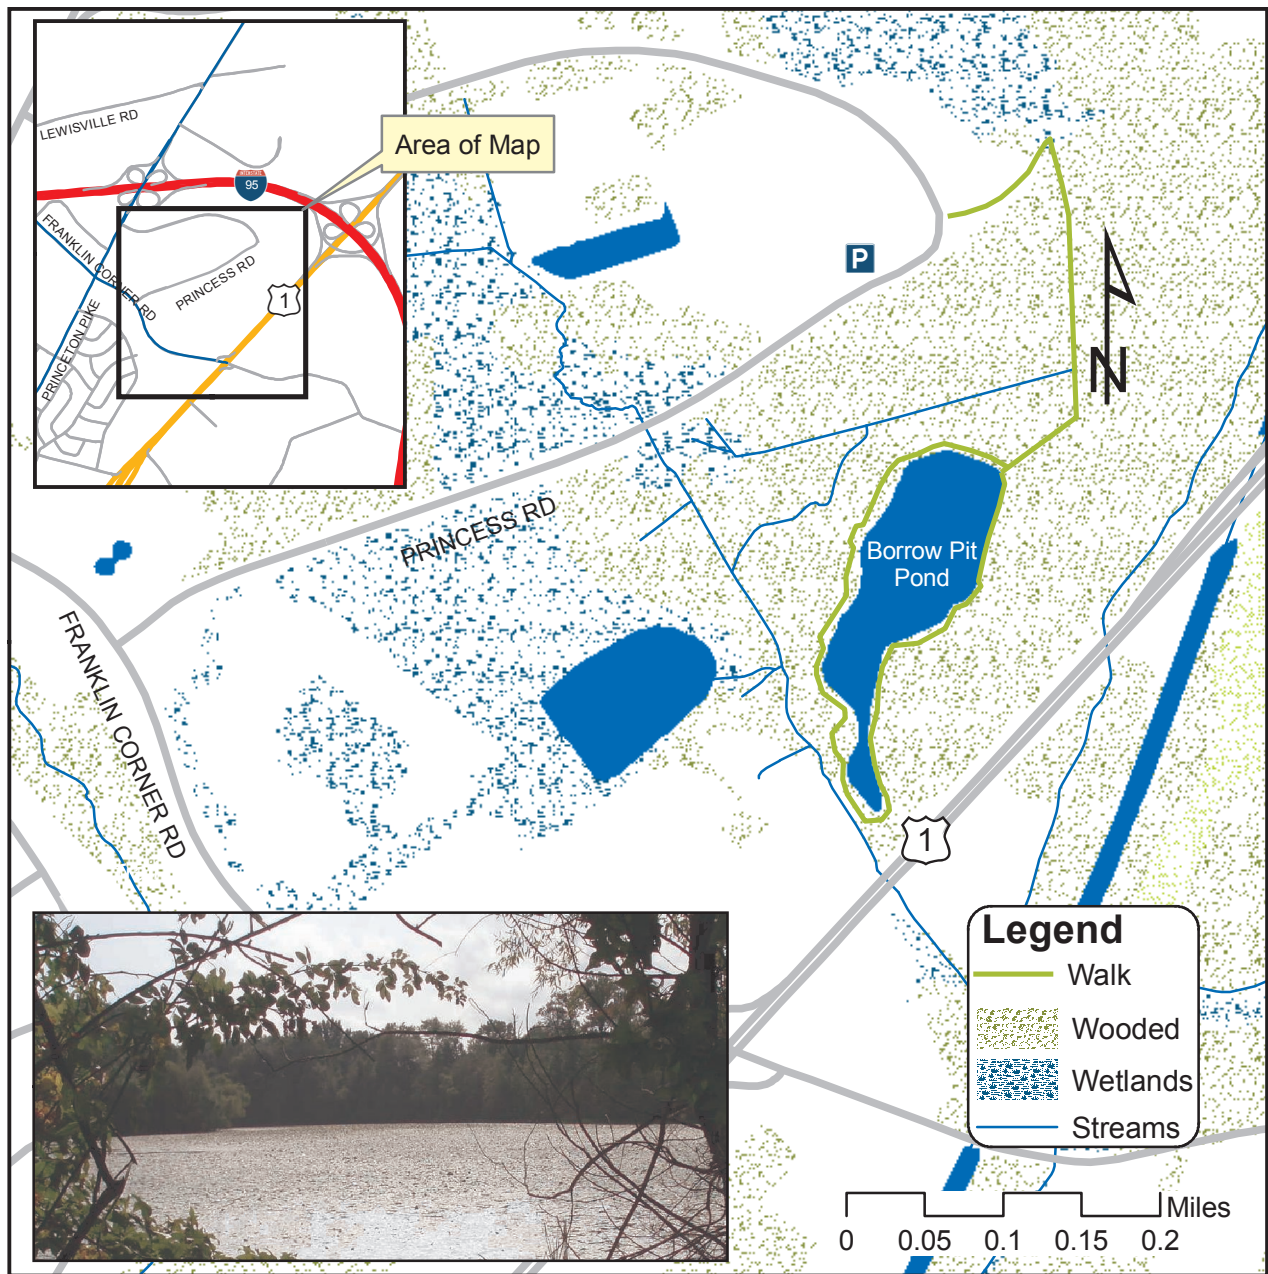 LEWISVILLE RD
INTERSTATE
95
Area of Map
FRANKLIN CORNER RD
PRINCESS RD
1
PRINCETON PIKE
P
N
PRINCESS RD
Borrow Pit
Pond
FRANKLIN CORNER RD
1
Legend
Walk
Wooded
Wetlands
Streams
Miles
0 0.05 0.1 0.15 0.2